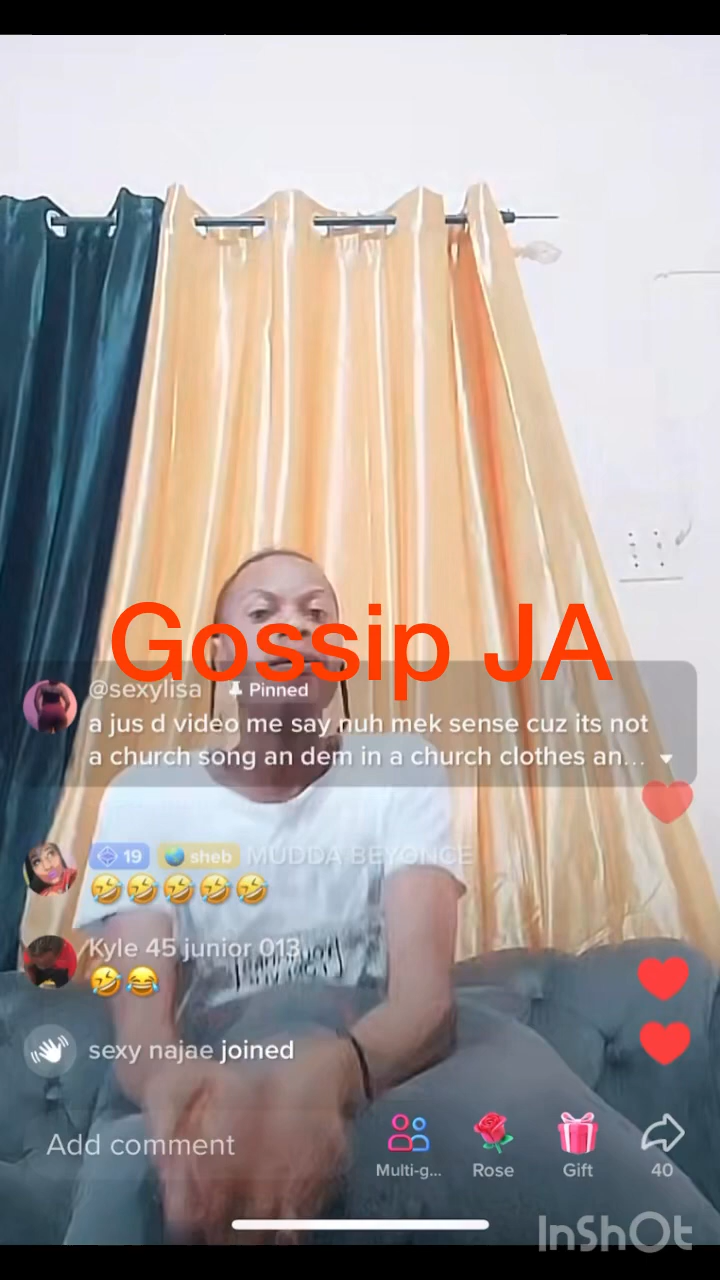 Gossip JA
@sexylisa Pinned
a jus d video me say nuh mek sense cuz its not
a church song an dem in a church clothes an...
19 sheb MUDDA BEYONCE
🤣🤣🤣🤣🤣
Kyle 45 junior 013
🤣😂
sexy najae joined
Add comment
Multi-g... Rose Gift 40
InShOt